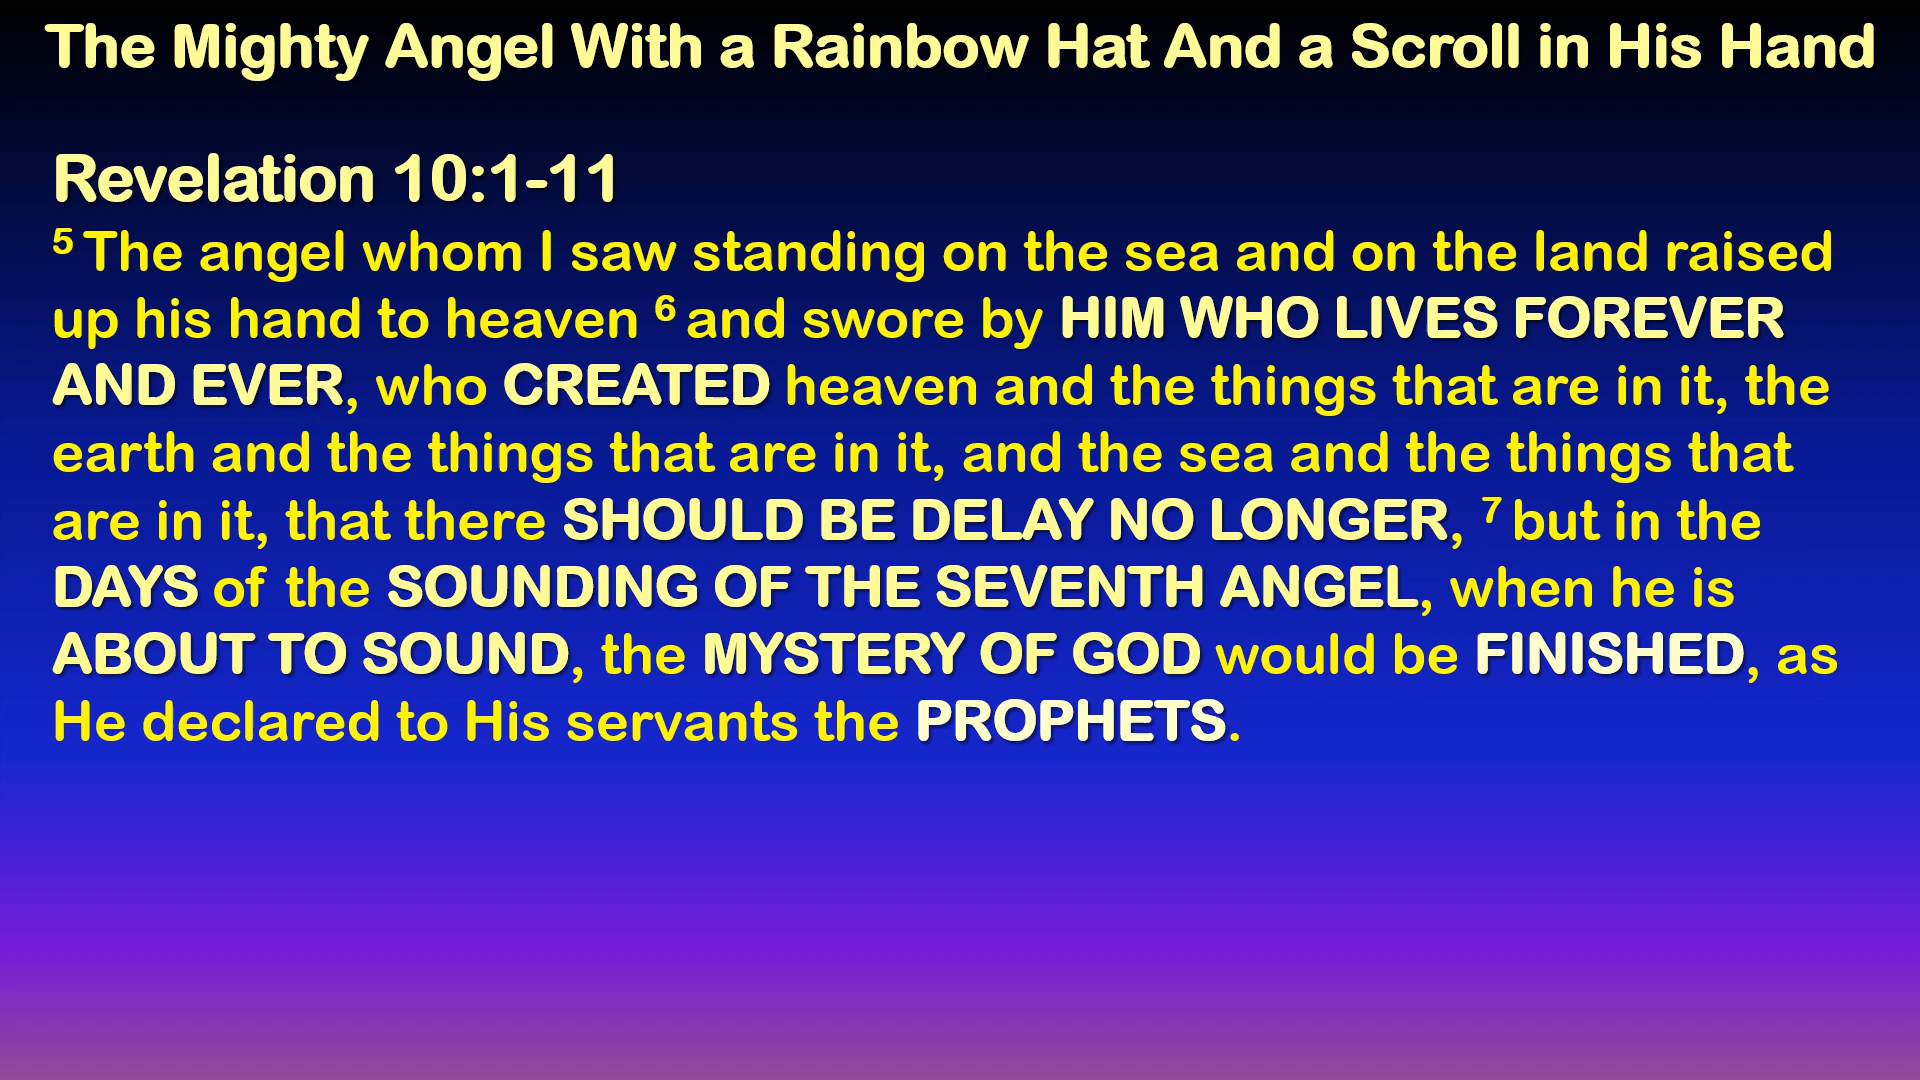 The Mighty Angel With a Rainbow Hat And a Scroll in His Hand
Revelation 10:1-11
5 The angel whom I saw standing on the sea and on the land raised
up his hand to heaven 6 and swore by HIM WHO LIVES FOREVER
AND EVER, who CREATED heaven and the things that are in it, the
earth and the things that are in it, and the sea and the things that
are in it, that there SHOULD BE DELAY NO LONGER, 7 but in the
DAYS of the SOUNDING OF THE SEVENTH ANGEL, when he is
ABOUT TO SOUND, the MYSTERY OF GOD would be FINISHED, as
He declared to His servants the PROPHETS.